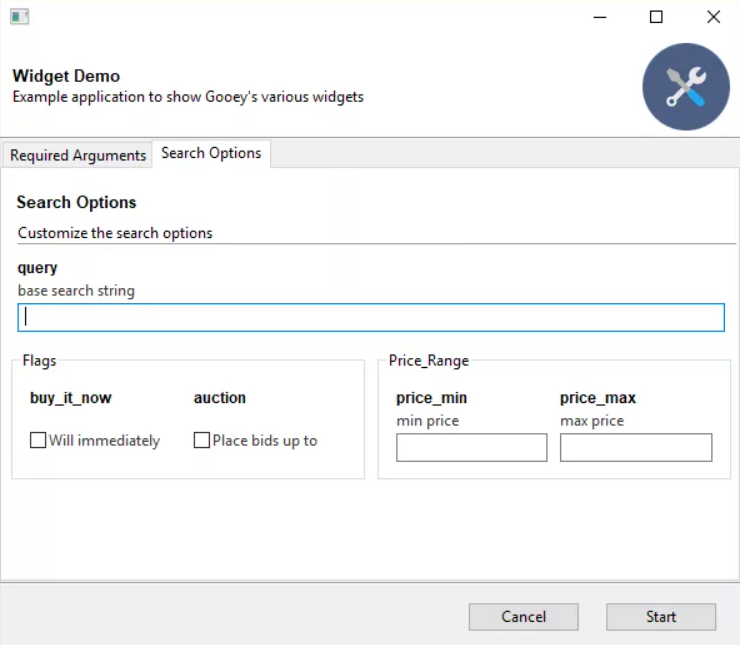 Widget Demo
Example application to show Gooey's various widgets
Required Arguments
Search Options
Search Options
Customize the search options
query
base search string
Flags
buy_it_now
auction
Will immediately
Place bids up to
Price_Range
price_min
price_max
min price
max price
Cancel
Start